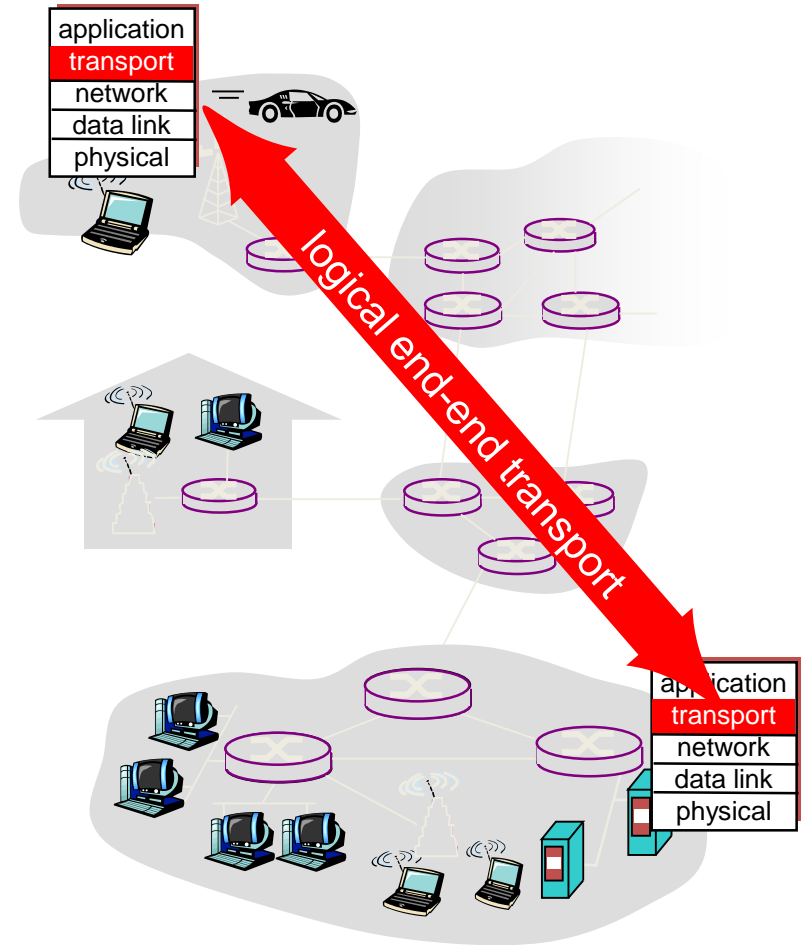 application
transport
network
data link
physical
logical end-end transport
application
transport
network
data link
physical